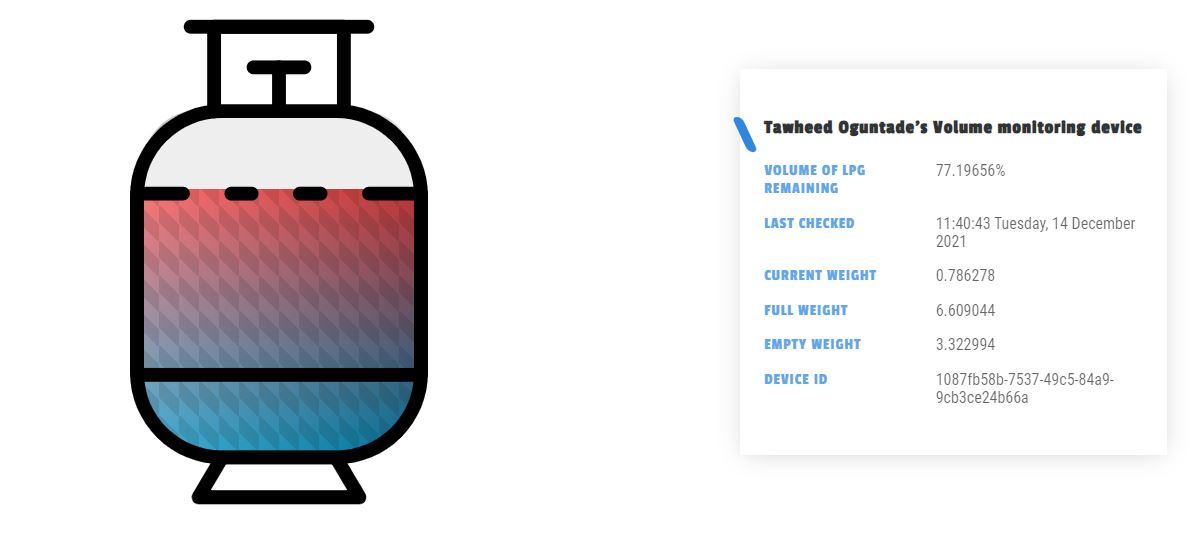 Tawheed Oguntade's Volume monitoring device
VOLUME OF LPG
REMAINING
77.19656%
LAST CHECKED
11:40:43 Tuesday, 14 December
2021
CURRENT WEIGHT
0.786278
FULL WEIGHT
6.609044
EMPTY WEIGHT
3.322994
DEVICE ID
1087fb58b-7537-49c5-84a9-
9cb3ce24b66a